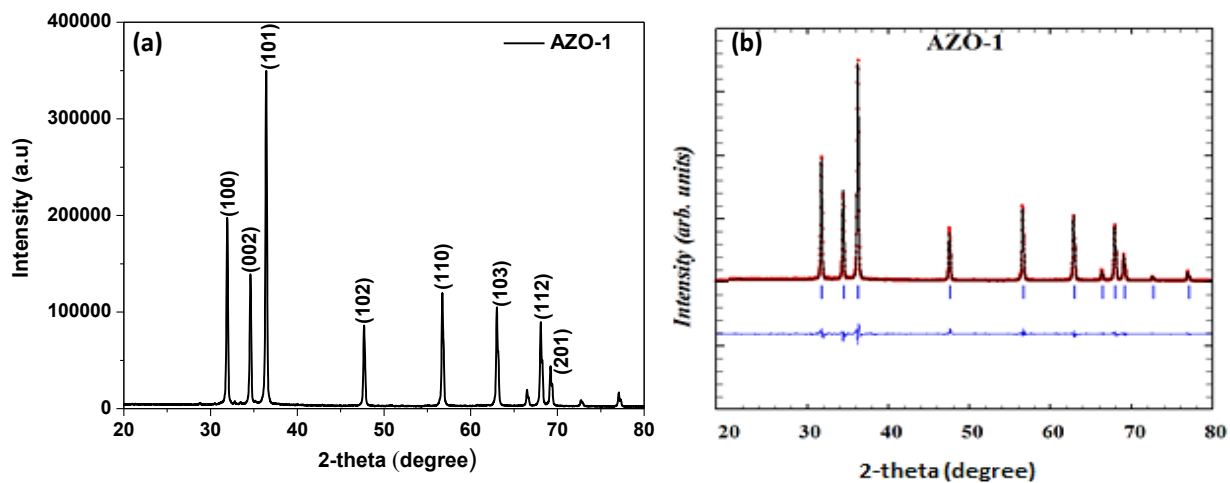 (a)
AZO-1
400000
300000
200000
100000
0
Intensity (a.u)
(100)
(002)
(101)
(102)
(110)
(103)
(112)
(201)
20 30 40 50 60 70 80
2-theta (degree)
(b)
AZO-1
Intensity (arb. units)
20 30 40 50 60 70 80
2-theta (degree)